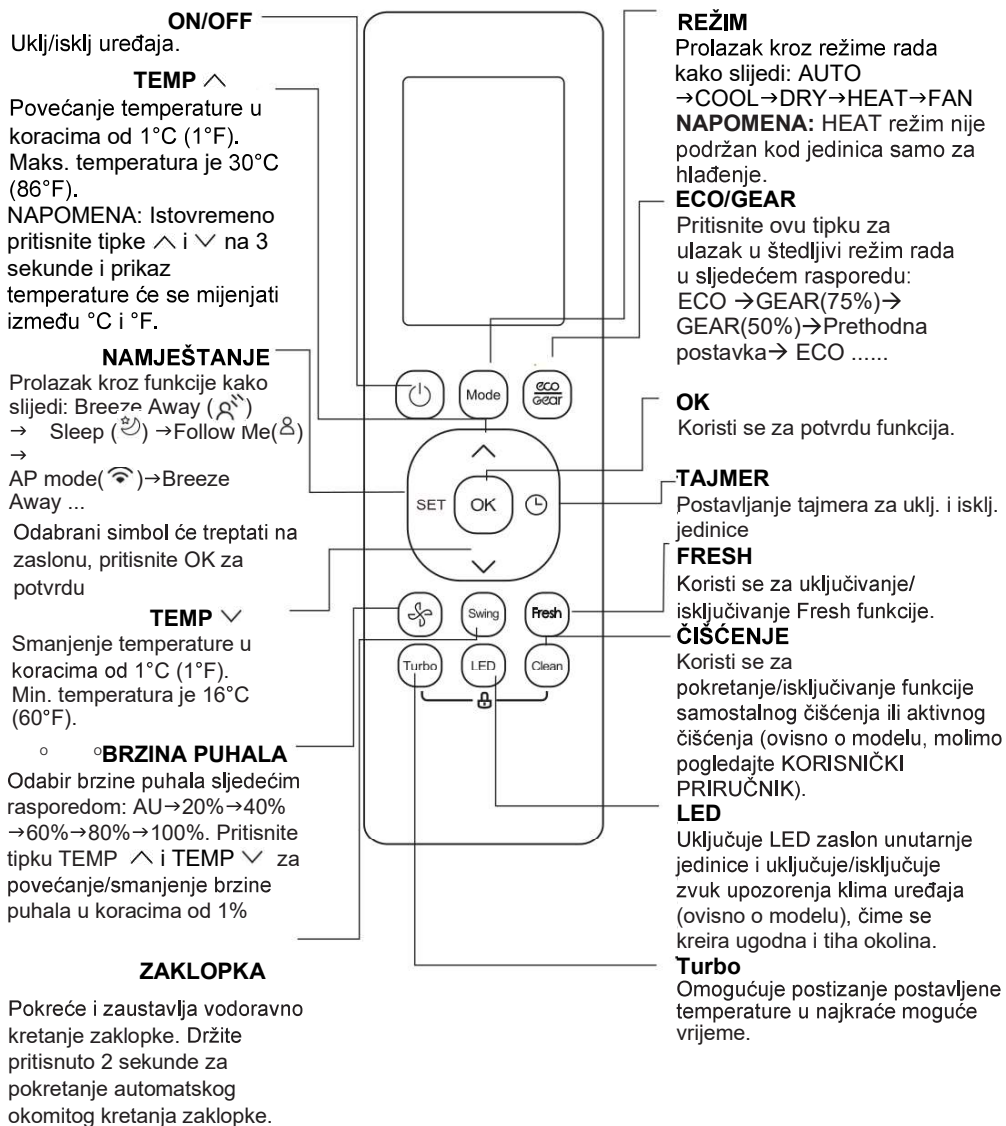 ON/OFF
Uklj/isklj uređaja.
TEMP ︿
Povećanje temperature u
koracima od 1°C (1°F).
Maks. temperatura je 30°C
(86°F).
NAPOMENA: Istovremeno
pritisnite tipke ︿ i ﹀ na 3
sekunde i prikaz
temperature će se mijenjati
između °C i °F.
NAMJEŠTANJE
Prolazak kroz funkcije kako
slijedi: Breeze Away ( )
→ Sleep ( ) →Follow Me( )
→
AP mode( )→Breeze
Away ...
Odabrani simbol će treptati na
zaslonu, pritisnite OK za
potvrdu
TEMP ﹀
Smanjenje temperature u
koracima od 1°C (1°F).
Min. temperatura je 16°C
(60°F).
° °BRZINA PUHALA
Odabir brzine puhala sljedećim
rasporedom: AU→20%→40%
→60%→80%→100%. Pritisnite
tipku TEMP ︿ i TEMP ﹀ za
povećanje/smanjenje brzine
puhala u koracima od 1%
ZAKLOPKA
Pokreće i zaustavlja vodoravno
kretanje zaklopke. Držite
pritisnuto 2 sekunde za
pokretanje automatskog
okomitog kretanja zaklopke.
Mode
eco
gear
SET
OK
Swing
Fresh
Turbo
LED
Clean
REŽIM
Prolazak kroz režime rada
kako slijedi: AUTO
→COOL→DRY→HEAT→FAN
NAPOMENA: HEAT režim nije
podržan kod jedinica samo za
hlađenje.
ECO/GEAR
Pritisnite ovu tipku za
ulazak u štedljivi režim rada
u sljedećem rasporedu:
ECO →GEAR(75%)→
GEAR(50%)→Prethodna
postavka→ ECO ......
OK
Koristi se za potvrdu funkcija.
TAJMER
Postavljanje tajmera za uklj. i isklj.
jedinice
FRESH
Koristi se za uključivanje/
isključivanje Fresh funkcije.
ČIŠĆENJE
Koristi se za
pokretanje/isključivanje funkcije
samostalnog čišćenja ili aktivnog
čišćenja (ovisno o modelu, molimo
pogledajte KORISNIČKI
PRIRUČNIK).
LED
Uključuje LED zaslon unutarnje
jedinice i uključuje/isključuje
zvuk upozorenja klima uređaja
(ovisno o modelu), čime se
kreira ugodna i tiha okolina.
Turbo
Omogućuje postizanje postavljene
temperature u najkraće moguće
vrijeme.